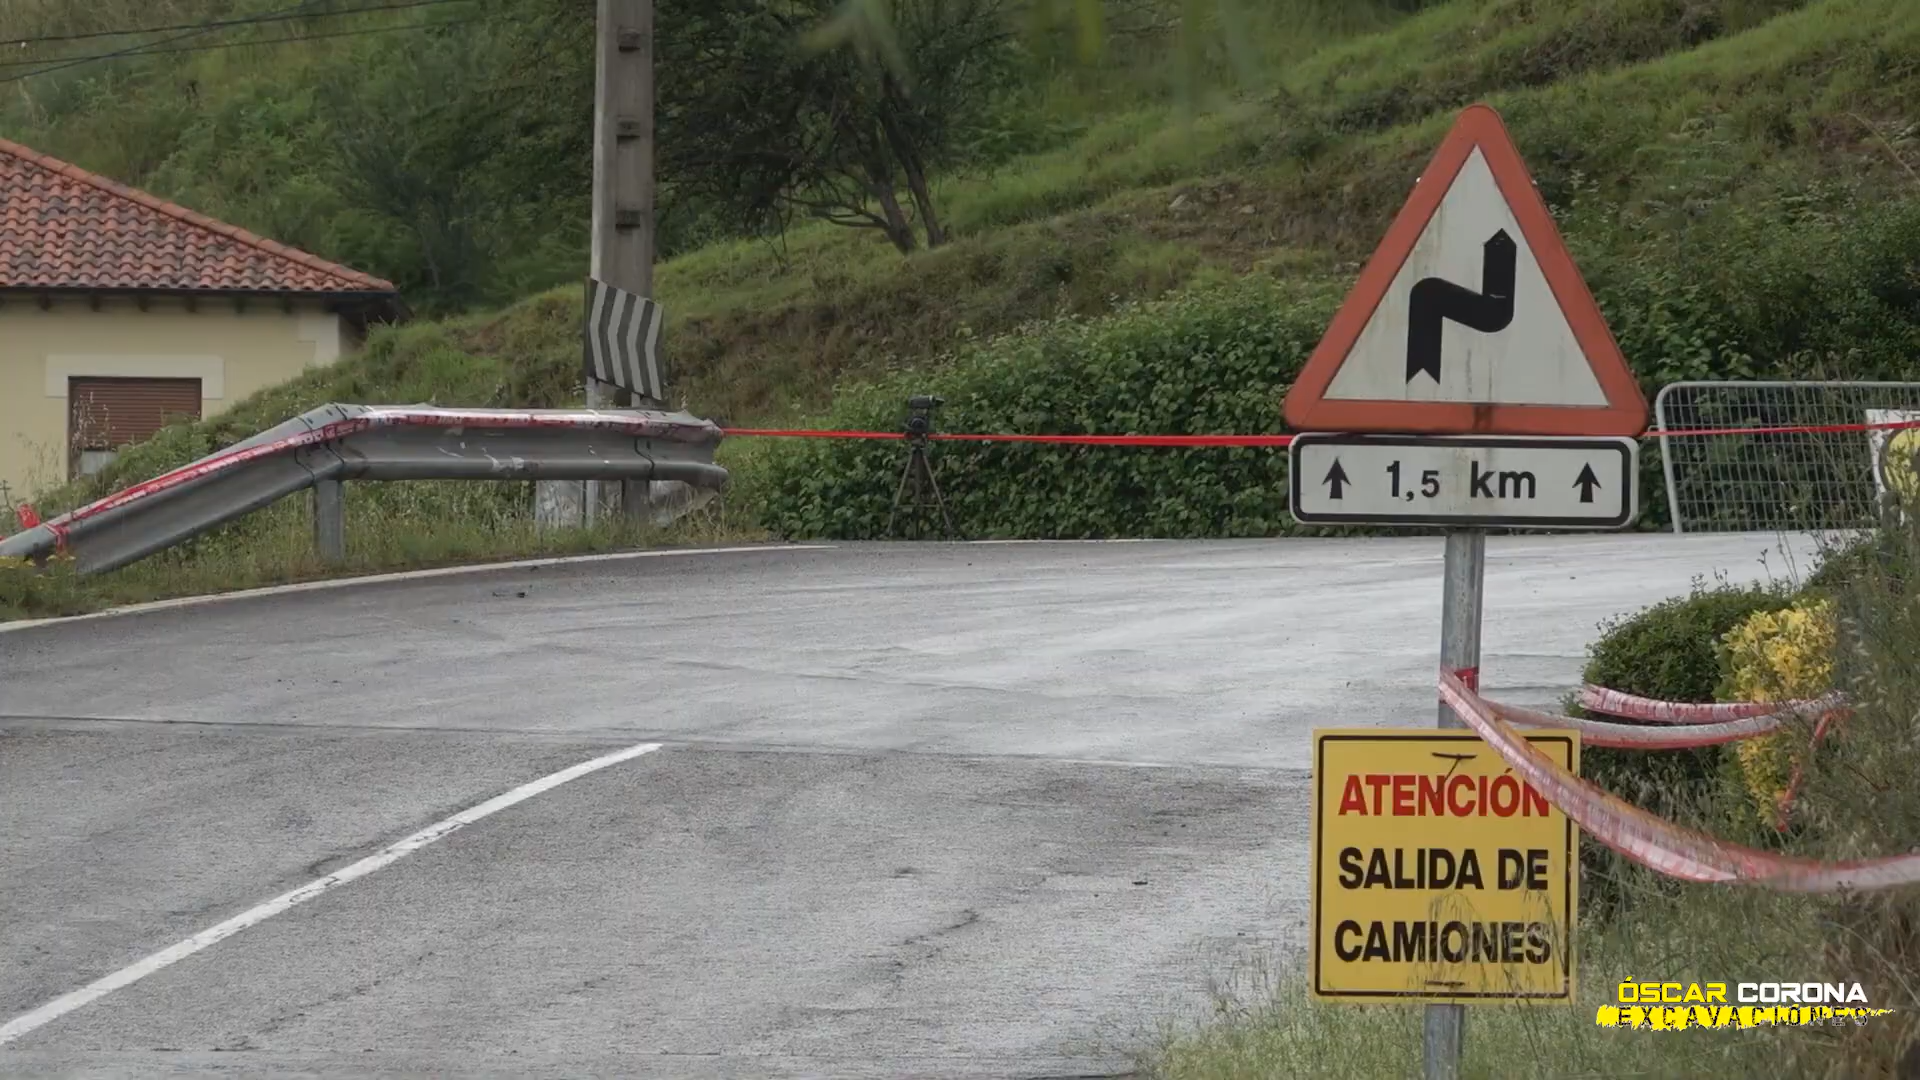 1,5 km
ATENCIÓN
SALIDA DE
CAMIONES
ÓSCAR CORONA
EXCAVACIONES